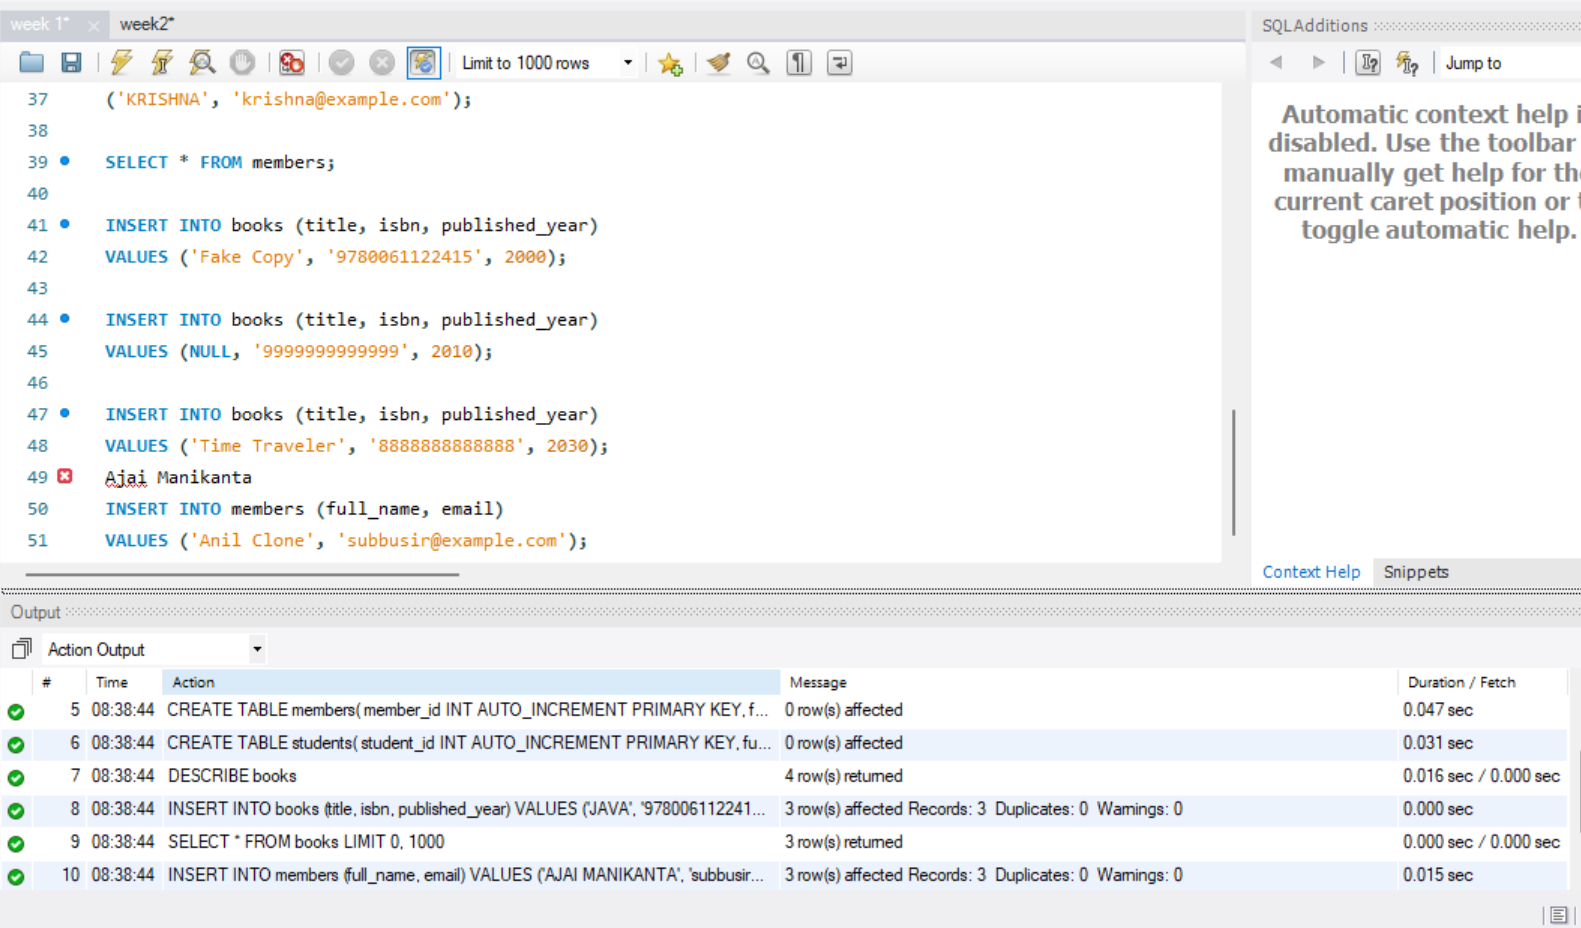 week 1*
week2*
SQLAdditions
Limit to 1000 rows
Jump to
37 ('KRISHNA', 'krishna@example.com');
38
39 SELECT * FROM members;
40
41 INSERT INTO books (title, isbn, published_year)
42 VALUES ('Fake Copy', '9780061122415', 2000);
43
44 INSERT INTO books (title, isbn, published_year)
45 VALUES (NULL, '9999999999999', 2010);
46
47 INSERT INTO books (title, isbn, published_year)
48 VALUES ('Time Traveler', '8888888888888', 2030);
49 Ajai Manikanta
50 INSERT INTO members (full_name, email)
51 VALUES ('Anil Clone', 'subbusir@example.com');
Automatic context help i
disabled. Use the toolbar
manually get help for the
current caret position or t
toggle automatic help.
Context Help Snippets
Output
Action Output
# Time Action Message Duration / Fetch
5 08:38:44 CREATE TABLE members( member_id INT AUTO_INCREMENT PRIMARY KEY, f... 0 row(s) affected 0.047 sec
6 08:38:44 CREATE TABLE students( student_id INT AUTO_INCREMENT PRIMARY KEY, fu... 0 row(s) affected 0.031 sec
7 08:38:44 DESCRIBE books 4 row(s) returned 0.016 sec / 0.000 sec
8 08:38:44 INSERT INTO books (title, isbn, published_year) VALUES ('JAVA', '978006112241... 3 row(s) affected Records: 3 Duplicates: 0 Warnings: 0 0.000 sec
9 08:38:44 SELECT * FROM books LIMIT 0, 1000 3 row(s) returned 0.000 sec / 0.000 sec
10 08:38:44 INSERT INTO members (full_name, email) VALUES ('AJAI MANIKANTA', 'subbusir... 3 row(s) affected Records: 3 Duplicates: 0 Warnings: 0 0.015 sec